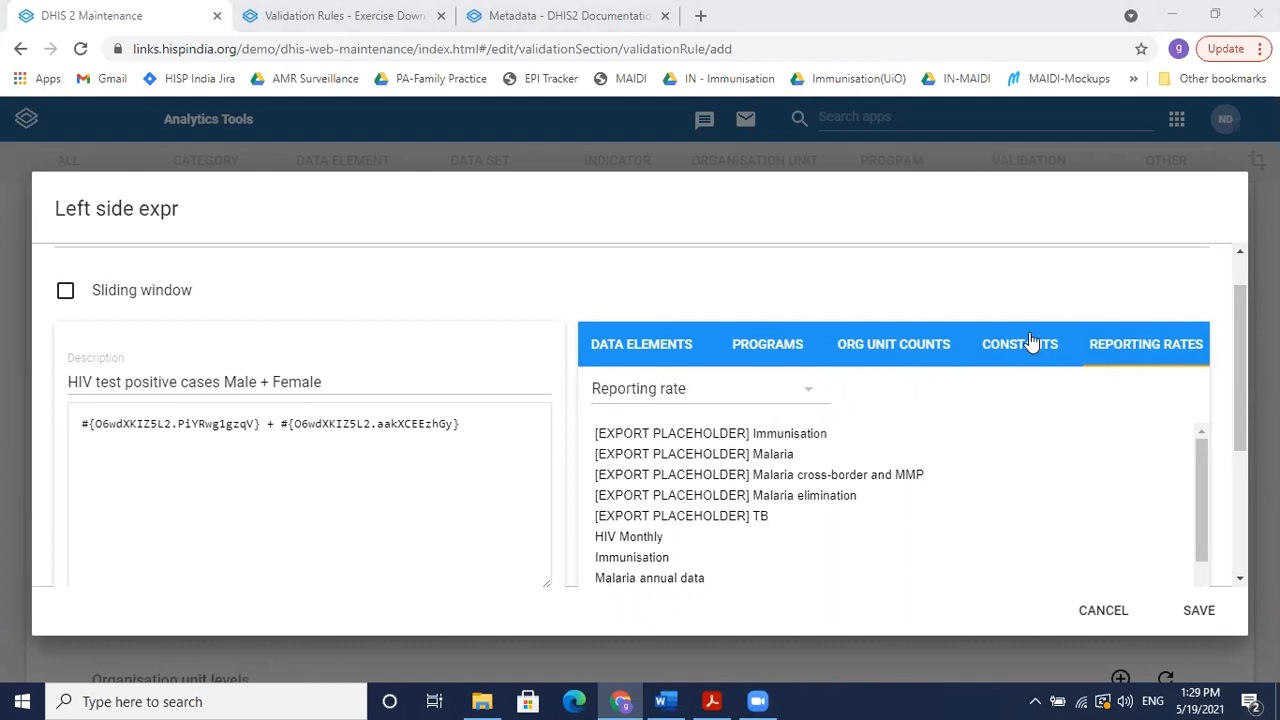 DHIS 2 Maintenance
Validation Rules - Exercise Down
Metadata - DHIS2 Documentatio
links.hispindia.org/demo/dhis-web-maintenance/index.html#/edit/validationSection/validationRule/add
g
Update
Apps
Gmail
HISP India Jira
AMR Surveillance
PA-Family Practice
EPI Tracker
MAIDI
IN - Immunisation
Immunisation(UiO)
IN-MAIDI
MAIDI-Mockups
»
Other bookmarks
Analytics Tools
Search apps
ND
ALL
CATEGORY
DATA ELEMENT
DATA SET
INDICATOR
ORGANISATION UNIT
PROGRAM
VALIDATION
OTHER
Left side expr
Sliding window
Description
HIV test positive cases Male + Female
#{O6wdXKIZ5L2.PiYRwg1gzqV} + #{O6wdXKIZ5L2.aakXCEEzhGy}
DATA ELEMENTS
PROGRAMS
ORG UNIT COUNTS
CONSTANTS
REPORTING RATES
Reporting rate
[EXPORT PLACEHOLDER] Immunisation
[EXPORT PLACEHOLDER] Malaria
[EXPORT PLACEHOLDER] Malaria cross-border and MMP
[EXPORT PLACEHOLDER] Malaria elimination
[EXPORT PLACEHOLDER] TB
HIV Monthly
Immunisation
Malaria annual data
CANCEL
SAVE
Organisation unit levels
Type here to search
ENG
1:29 PM
5/19/2021
2